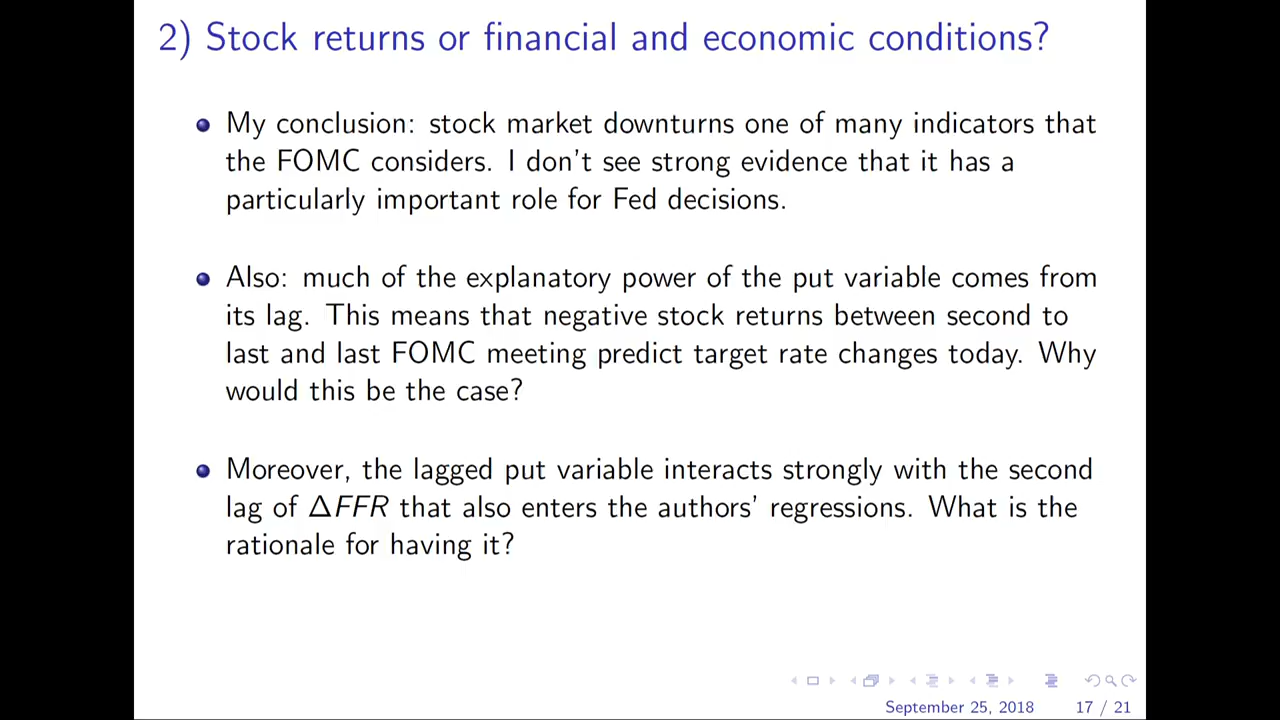 2) Stock returns or financial and economic conditions?
My conclusion: stock market downturns one of many indicators that
the FOMC considers. I don't see strong evidence that it has a
particularly important role for Fed decisions.
Also: much of the explanatory power of the put variable comes from
its lag. This means that negative stock returns between second to
last and last FOMC meeting predict target rate changes today. Why
would this be the case?
Moreover, the lagged put variable interacts strongly with the second
lag of ΔFFR that also enters the authors' regressions. What is the
rationale for having it?
September 25, 2018 17 / 21